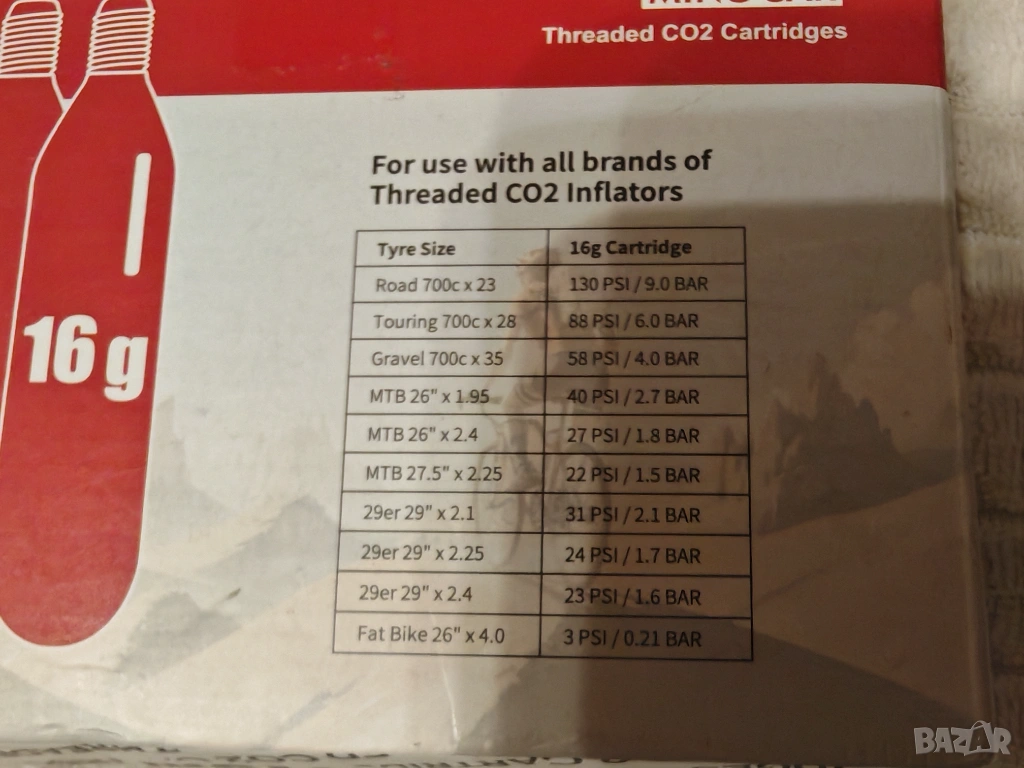 Threaded CO2 Cartridges
For use with all brands of
Threaded CO2 Inflators
16 g
Tyre Size 16g Cartridge
Road 700c x 23 130 PSI / 9.0 BAR
Touring 700c x 28 88 PSI / 6.0 BAR
Gravel 700c x 35 58 PSI / 4.0 BAR
MTB 26" x 1.95 40 PSI / 2.7 BAR
MTB 26" x 2.4 27 PSI / 1.8 BAR
MTB 27.5" x 2.25 22 PSI / 1.5 BAR
29er 29" x 2.1 31 PSI / 2.1 BAR
29er 29" x 2.25 24 PSI / 1.7 BAR
29er 29" x 2.4 23 PSI / 1.6 BAR
Fat Bike 26" x 4.0 3 PSI / 0.21 BAR
BAZAR